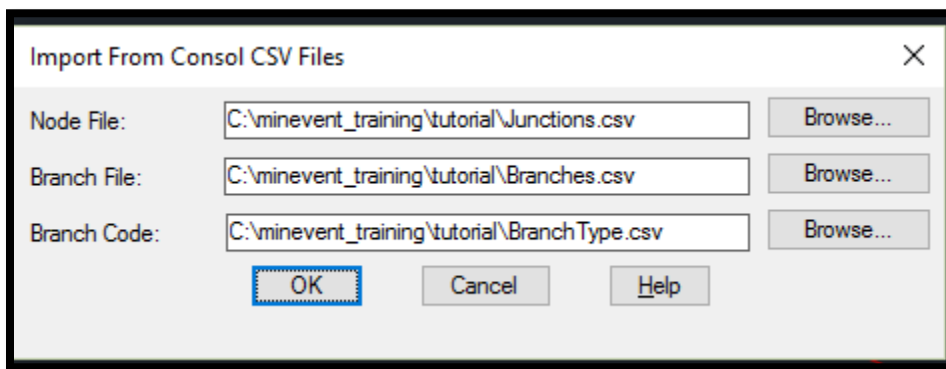 Import From Consol CSV Files
Node File: C:\minevent_training\tutorial\Junctions.csv Browse...
Branch File: C:\minevent_training\tutorial\Branches.csv Browse...
Branch Code: C:\minevent_training\tutorial\BranchType.csv Browse...
OK Cancel Help